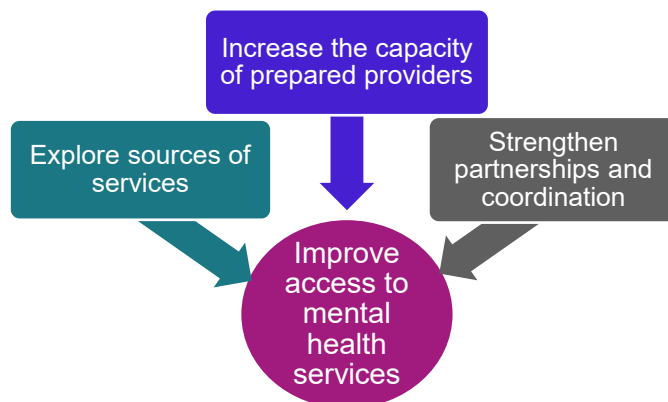 Increase the capacity
of prepared providers
Explore sources of
services
Strengthen
partnerships and
coordination
Improve
access to
mental
health
services